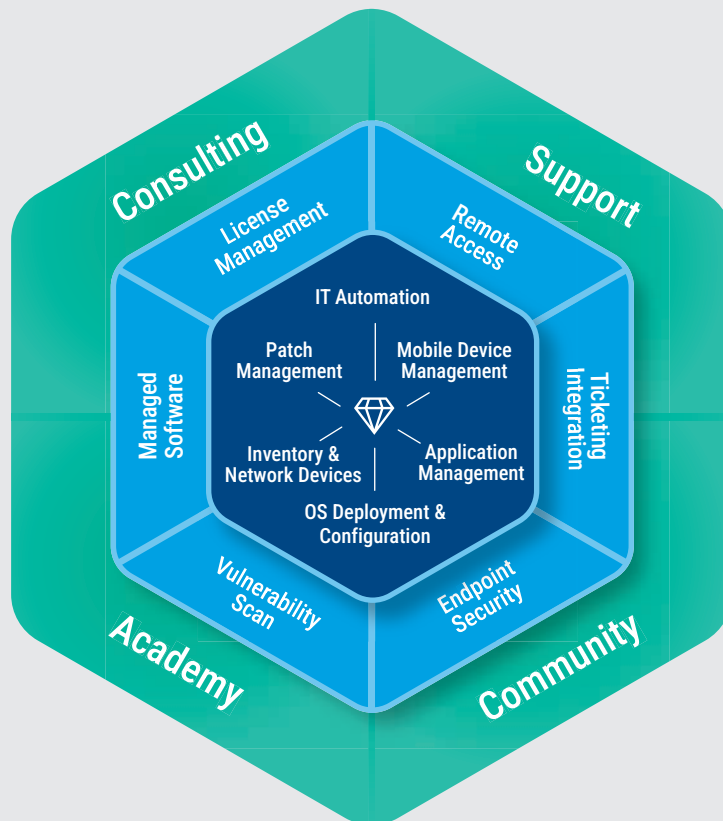 Consulting
Support
License
Management
Remote
Access
IT Automation
Patch
Management
Mobile Device
Management
Managed
Software
Ticketing
Integration
Inventory &
Network Devices
Application
Management
OS Deployment &
Configuration
Vulnerability
Scan
Endpoint
Security
Academy
Community